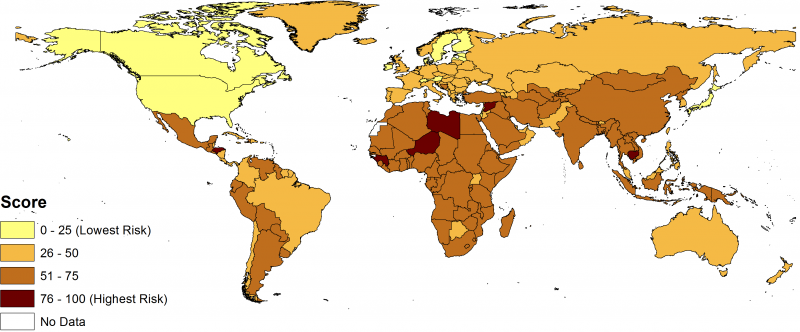 Score
0 - 25 (Lowest Risk)
26 - 50
51 - 75
76 - 100 (Highest Risk)
No Data